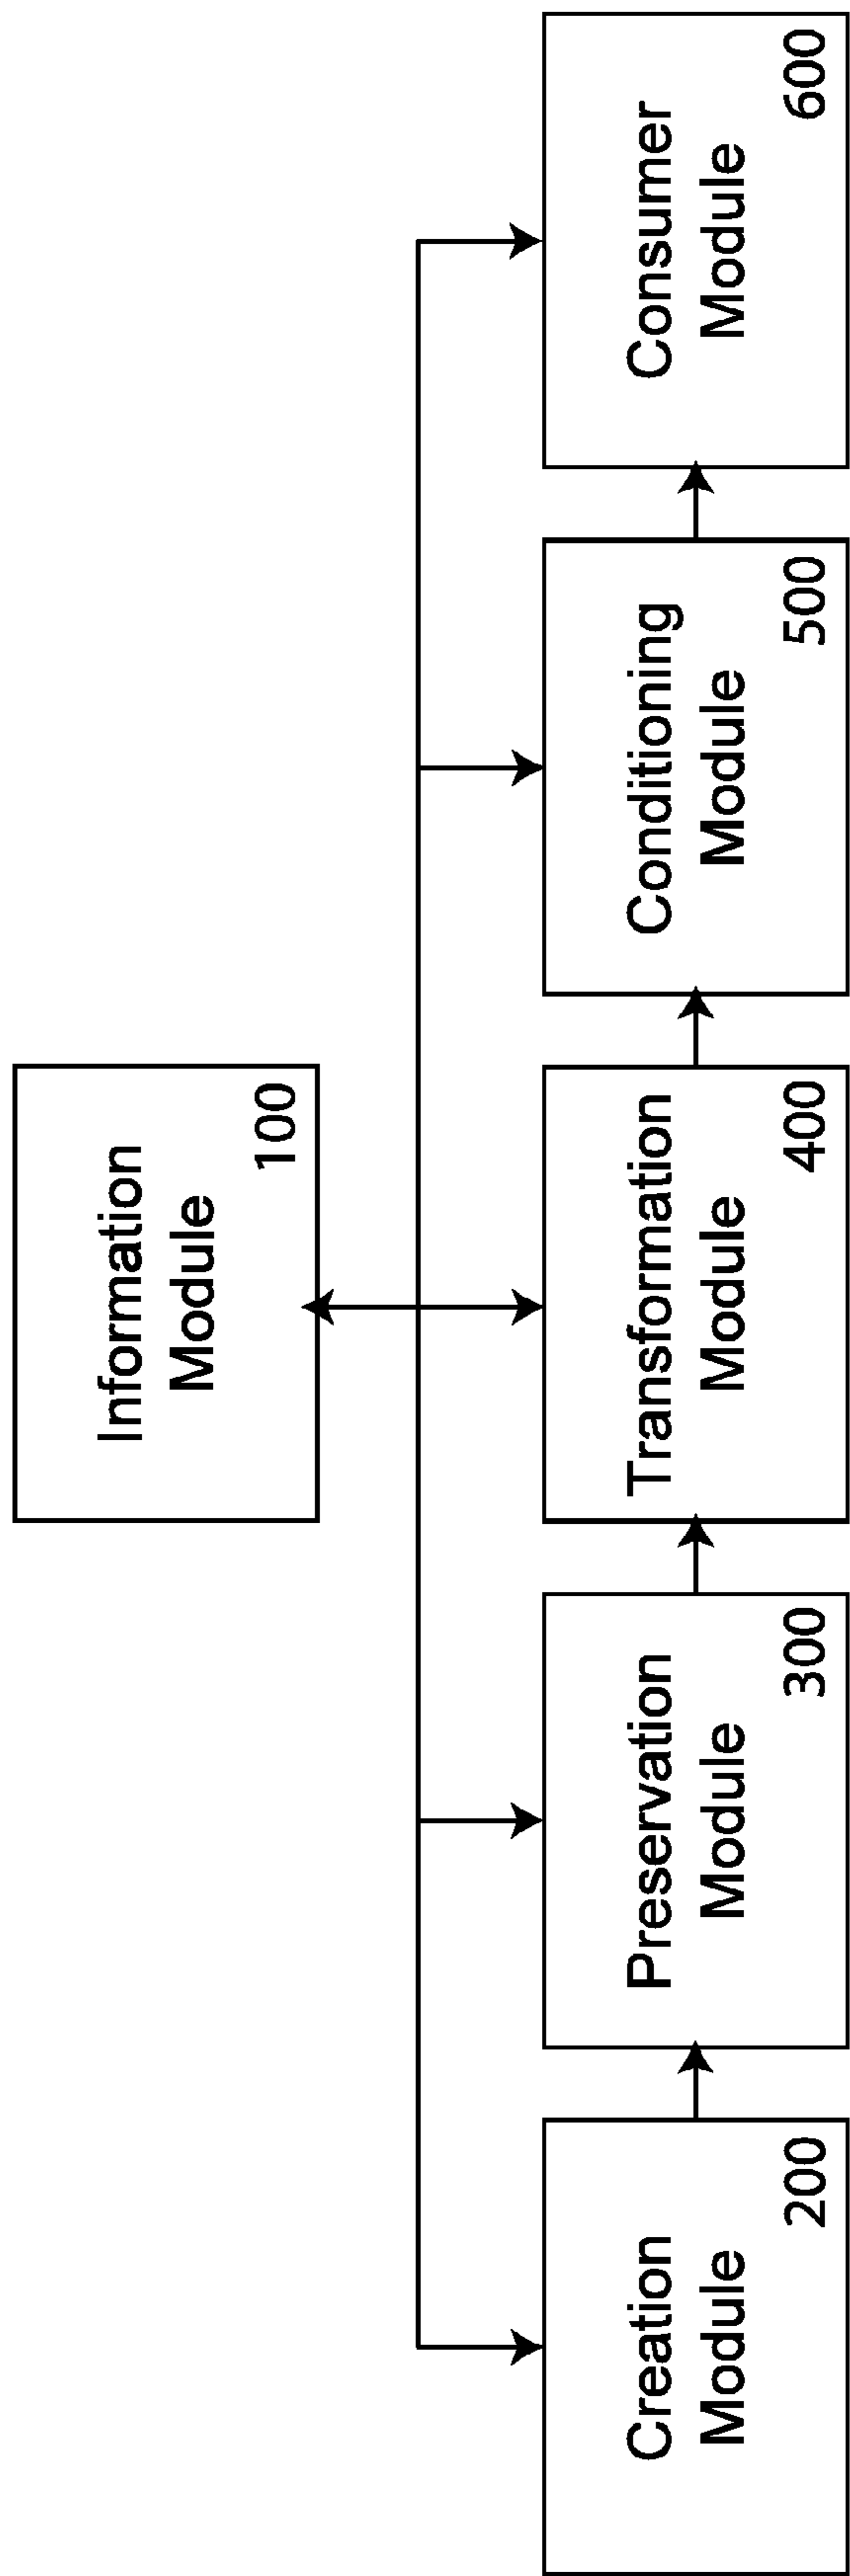 Information
Module
100
Creation
Module
200
Preservation
Module
300
Transformation
Module
400
Conditioning
Module
500
Consumer
Module
600